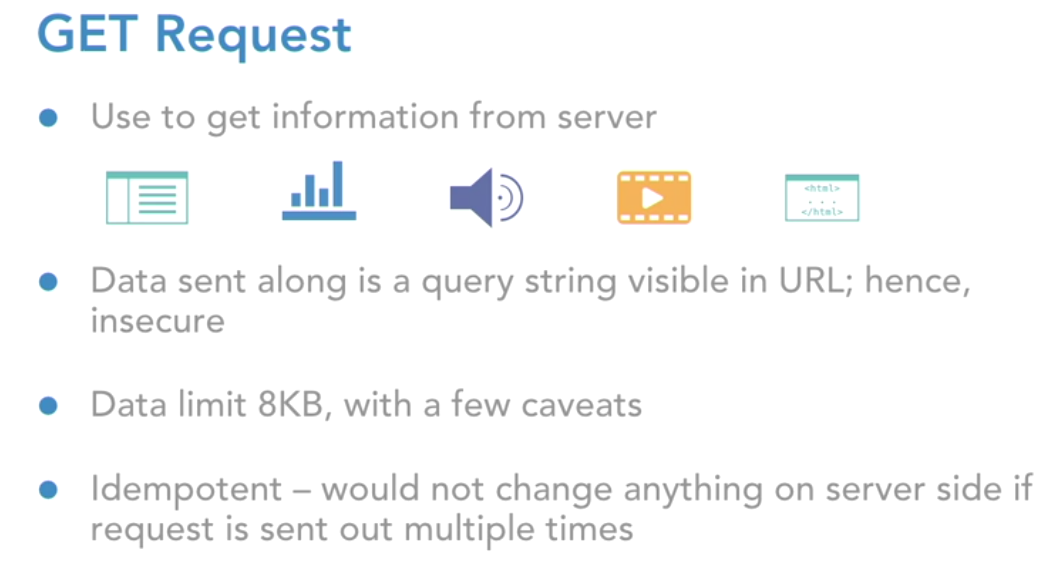 GET Request
● Use to get information from server
<html>
. . .
</html>
● Data sent along is a query string visible in URL; hence,
insecure
● Data limit 8KB, with a few caveats
● Idempotent – would not change anything on server side if
request is sent out multiple times